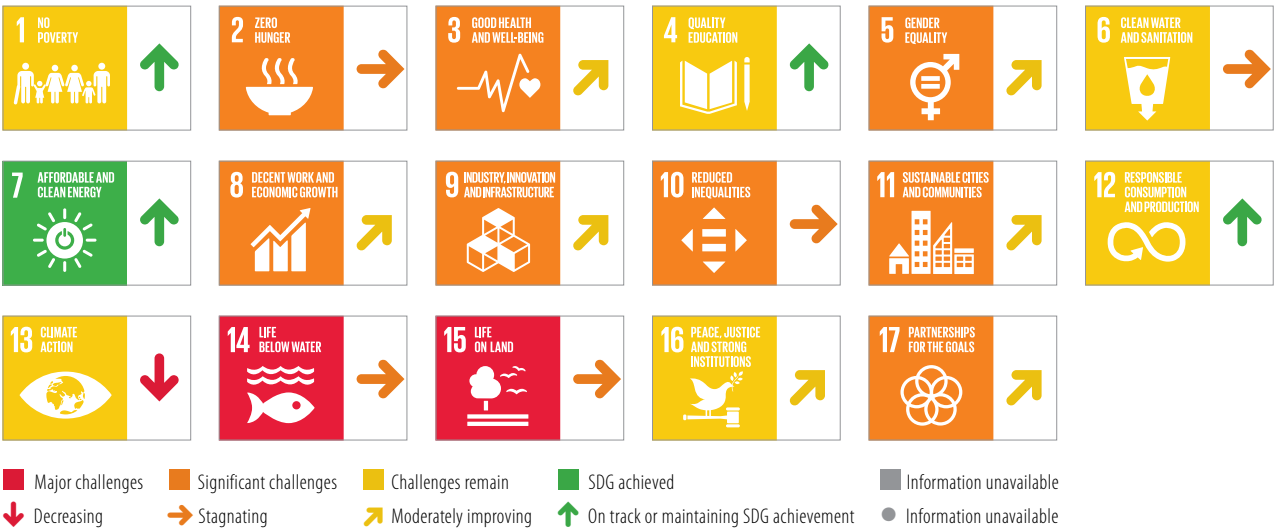 1 NO
POVERTY
2 ZERO
HUNGER
3 GOOD HEALTH
AND WELL-BEING
4 QUALITY
EDUCATION
5 GENDER
EQUALITY
6 CLEAN WATER
AND SANITATION
7 AFFORDABLE AND
CLEAN ENERGY
8 DECENT WORK AND
ECONOMIC GROWTH
9 INDUSTRY, INNOVATION
AND INFRASTRUCTURE
10 REDUCED
INEQUALITIES
11 SUSTAINABLE CITIES
AND COMMUNITIES
12 RESPONSIBLE
CONSUMPTION
AND PRODUCTION
13 CLIMATE
ACTION
14 LIFE
BELOW WATER
15 LIFE
ON LAND
16 PEACE, JUSTICE
AND STRONG
INSTITUTIONS
17 PARTNERSHIPS
FOR THE GOALS
Major challenges
Significant challenges
Challenges remain
SDG achieved
Information unavailable
Decreasing
Stagnating
Moderately improving
On track or maintaining SDG achievement
Information unavailable